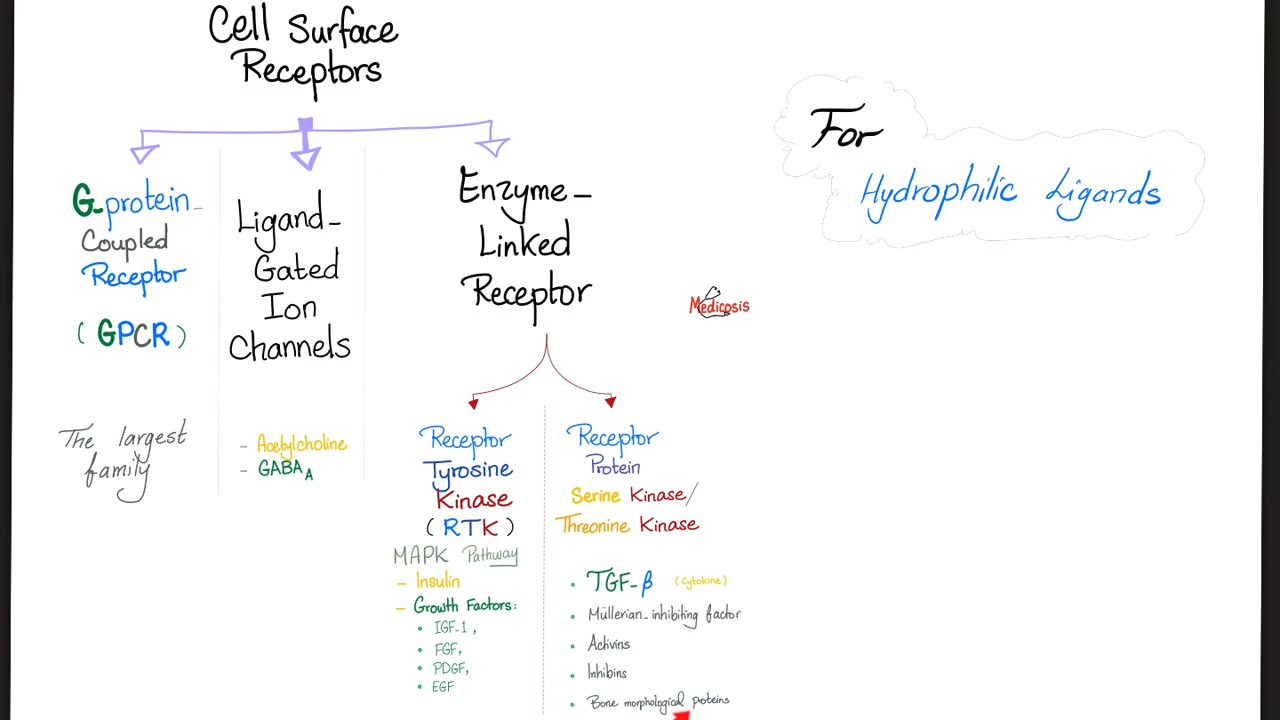 Cell Surface
Receptors
For
Hydrophilic Ligands
G-protein-
Coupled
Receptor
(GPCR)
The largest
family
Ligand-
Gated
Ion
Channels
- Acetylcholine
- GABA A
Enzyme-
Linked
Receptor
Medicosis
Receptor
Tyrosine
Kinase
(RTK)
MAPK Pathway
- Insulin
- Growth Factors:
• IGF-1,
• FGF,
• PDGF,
• EGF
Receptor
Protein
Serine Kinase/
Threonine Kinase
• TGF-β (Cytokine)
• Müllerian-inhibiting factor
• Activins
• Inhibins
• Bone morphological proteins